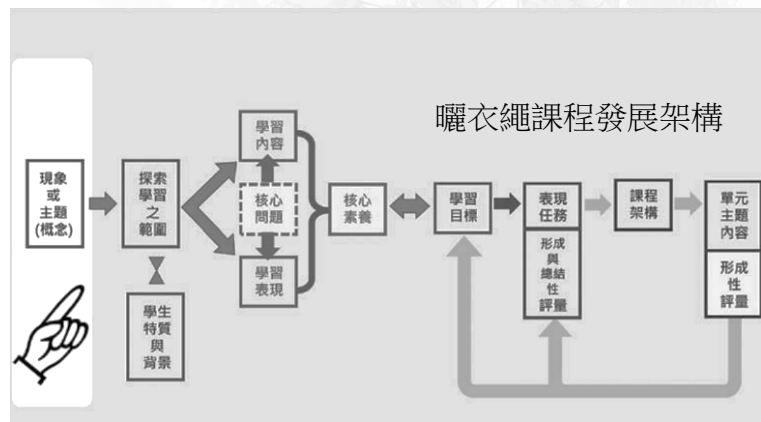 曬衣繩課程發展架構
現象
或
主題
(概念)
探索
學習
之
範圍
學生
特質
與
背景
學習
內容
核心
問題
學習
表現
核心
素養
學習
目標
表現
任務
形成
與
總結
性
評量
課程
架構
單元
主題
內容
形成
性
評量